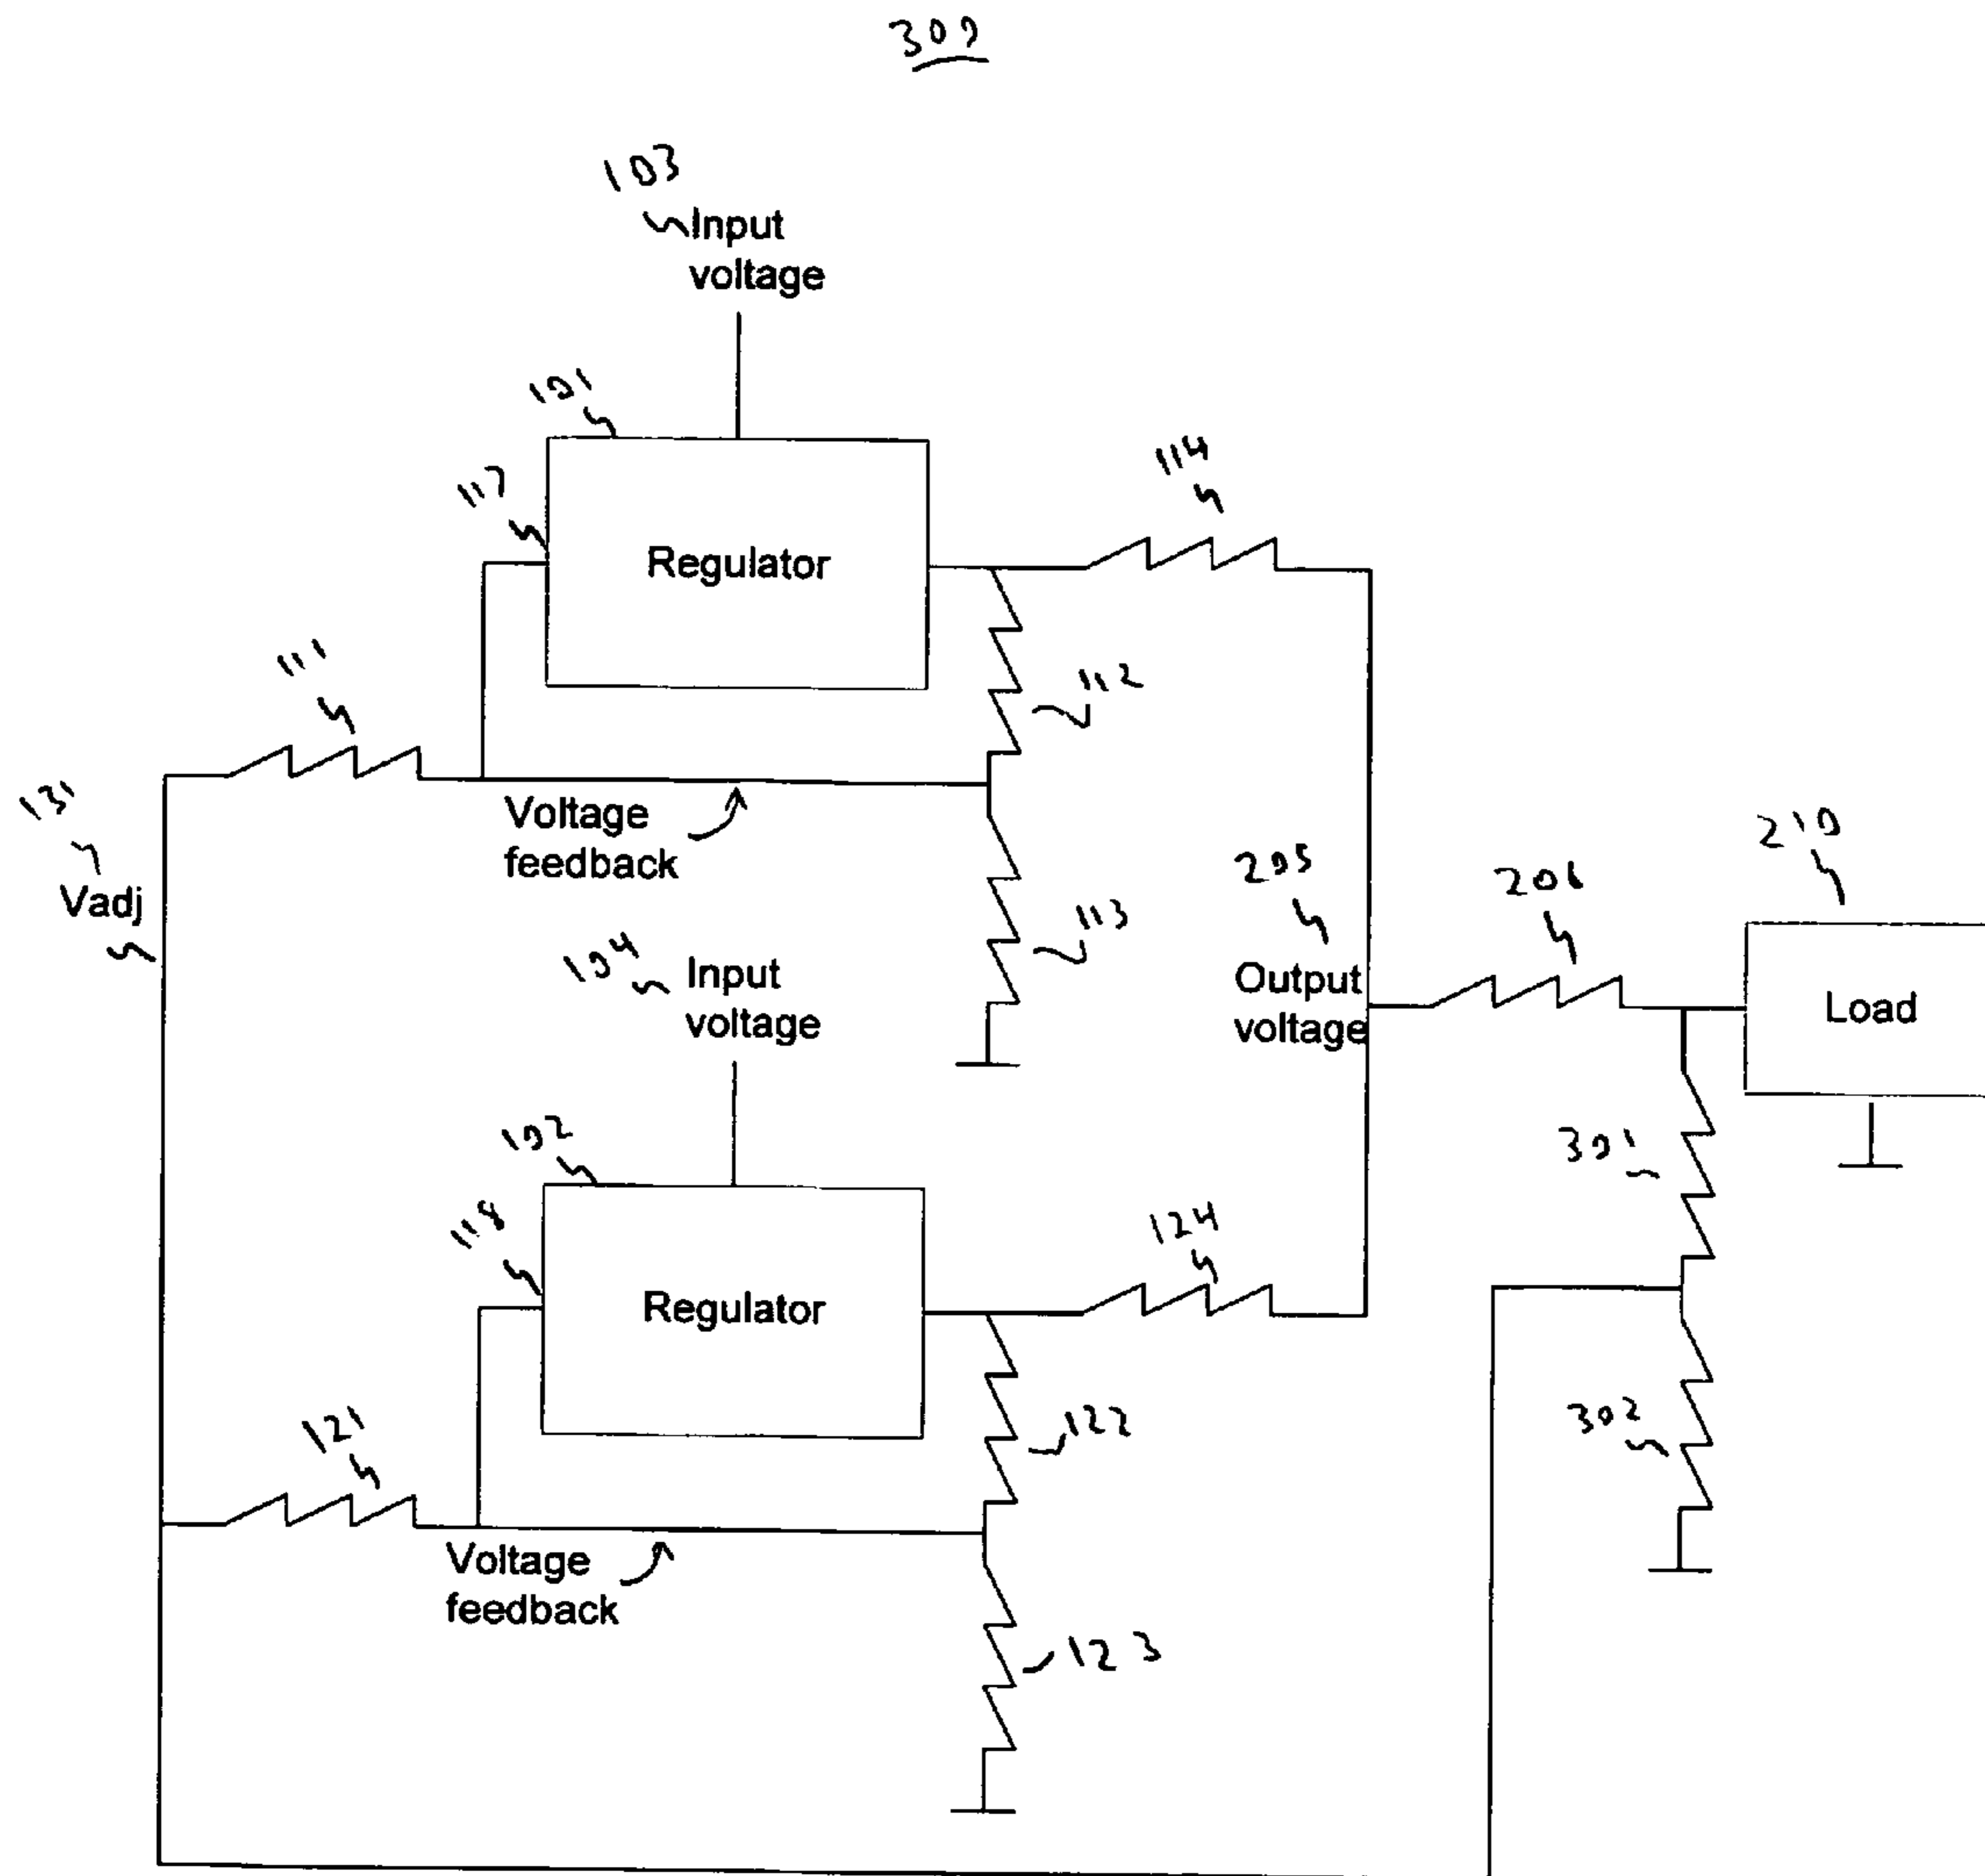 300
103
Input
voltage
101
117
Regulator
114
111
112
131
Vadj
Voltage
feedback
113
104
Input
voltage
205
Output
voltage
206
210
Load
102
118
Regulator
124
301
121
122
302
Voltage
feedback
123